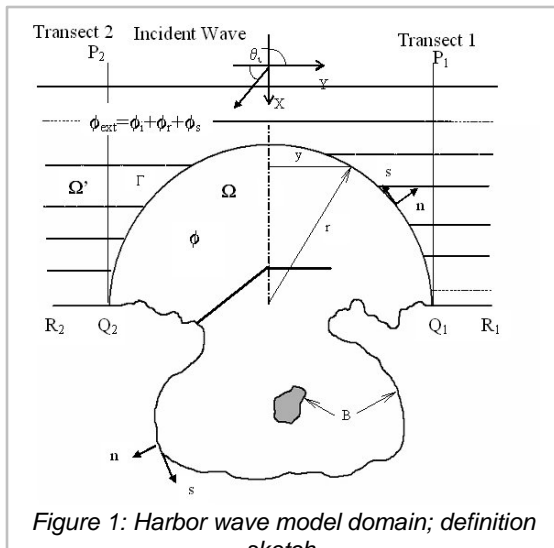 Transect 2 Incident Wave Transect 1
P2 P1
θi
Y
X
ϕext=ϕi+ϕr+ϕs
y
s
n
Ω' Γ Ω
ϕ r
R2 Q2 Q1 R1
B
n
s
Figure 1: Harbor wave model domain; definition